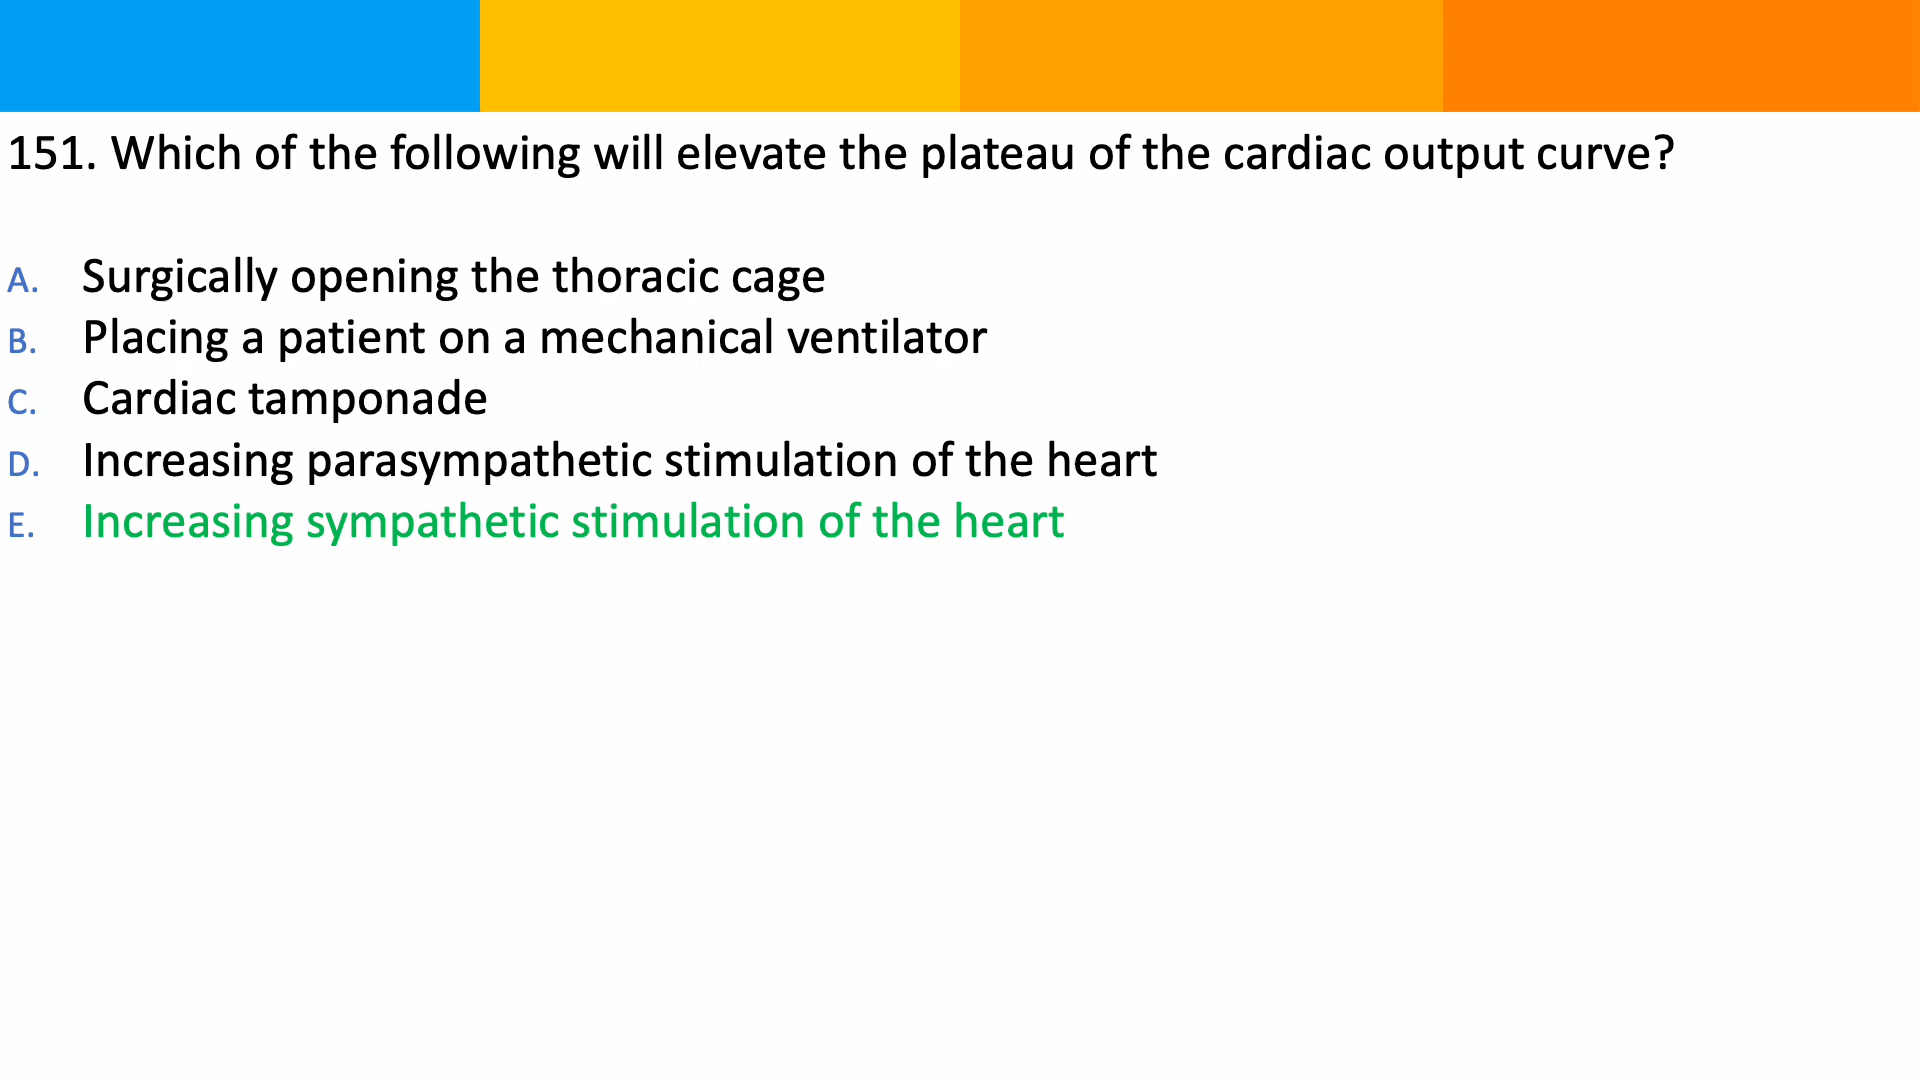 151. Which of the following will elevate the plateau of the cardiac output curve?
A. Surgically opening the thoracic cage
B. Placing a patient on a mechanical ventilator
C. Cardiac tamponade
D. Increasing parasympathetic stimulation of the heart
E. Increasing sympathetic stimulation of the heart